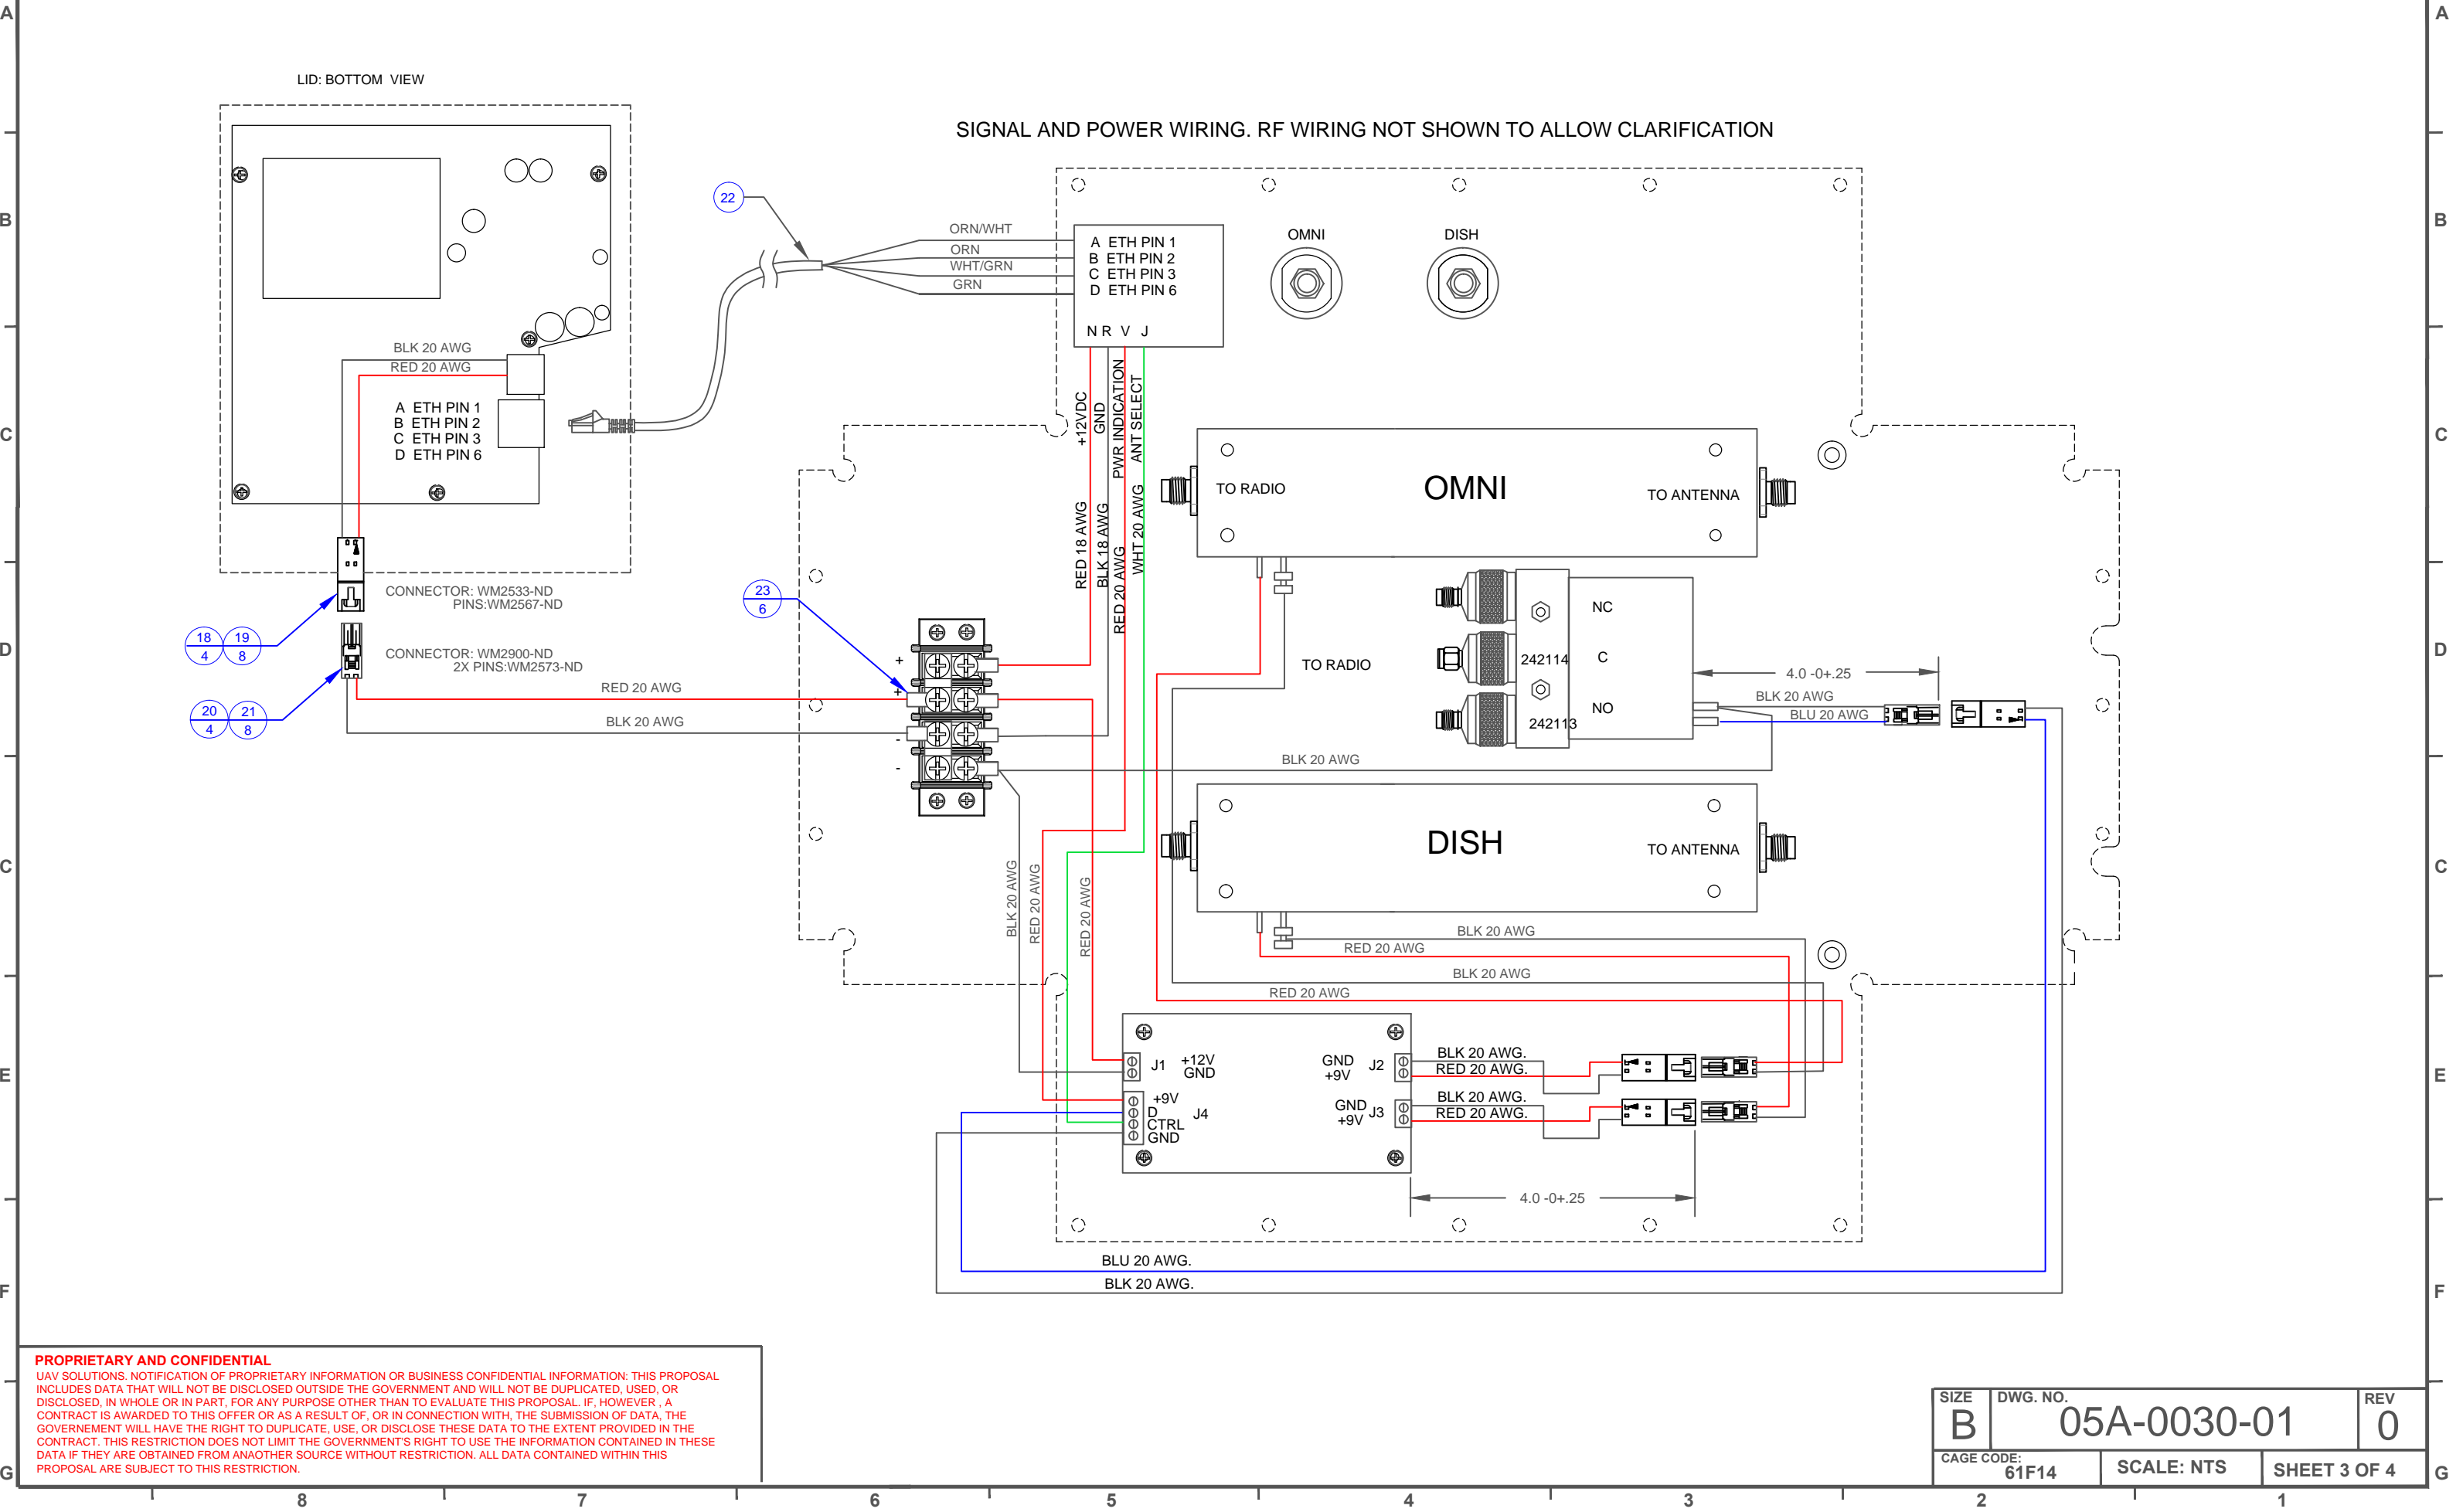 A
A
LID: BOTTOM VIEW
SIGNAL AND POWER WIRING. RF WIRING NOT SHOWN TO ALLOW CLARIFICATION
22
B
B
ORN/WHT
ORN
WHT/GRN
GRN
A ETH PIN 1
B ETH PIN 2
C ETH PIN 3
D ETH PIN 6
N R V J
OMNI
DISH
BLK 20 AWG
RED 20 AWG
A ETH PIN 1
B ETH PIN 2
C ETH PIN 3
D ETH PIN 6
+12VDC
GND
PWR INDICATION
ANT SELECT
C
C
RED 18 AWG
BLK 18 AWG
RED 20 AWG
WHT 20 AWG
TO RADIO
OMNI
TO ANTENNA
CONNECTOR: WM2533-ND
PINS:WM2567-ND
18
4
19
8
23
6
CONNECTOR: WM2900-ND
2X PINS:WM2573-ND
20
4
21
8
D
D
RED 20 AWG
BLK 20 AWG
+
+
-
-
TO RADIO
NC
242114
C
NO
242113
4.0 -0+.25
BLK 20 AWG
BLU 20 AWG
BLK 20 AWG
DISH
TO ANTENNA
C
C
BLK 20 AWG
RED 20 AWG
RED 20 AWG
BLK 20 AWG
RED 20 AWG
BLK 20 AWG
RED 20 AWG
E
E
J1
+12V
GND
GND
+9V
J2
BLK 20 AWG.
RED 20 AWG.
+9V
D
CTRL
GND
J4
GND
+9V
J3
BLK 20 AWG.
RED 20 AWG.
4.0 -0+.25
BLU 20 AWG.
BLK 20 AWG.
F
F
PROPRIETARY AND CONFIDENTIAL
UAV SOLUTIONS. NOTIFICATION OF PROPRIETARY INFORMATION OR BUSINESS CONFIDENTIAL INFORMATION: THIS PROPOSAL
INCLUDES DATA THAT WILL NOT BE DISCLOSED OUTSIDE THE GOVERNMENT AND WILL NOT BE DUPLICATED, USED, OR
DISCLOSED, IN WHOLE OR IN PART, FOR ANY PURPOSE OTHER THAN TO EVALUATE THIS PROPOSAL. IF, HOWEVER , A
CONTRACT IS AWARDED TO THIS OFFER OR AS A RESULT OF, OR IN CONNECTION WITH, THE SUBMISSION OF DATA, THE
GOVERNEMENT WILL HAVE THE RIGHT TO DUPLICATE, USE, OR DISCLOSE THESE DATA TO THE EXTENT PROVIDED IN THE
CONTRACT. THIS RESTRICTION DOES NOT LIMIT THE GOVERNMENT'S RIGHT TO USE THE INFORMATION CONTAINED IN THESE
DATA IF THEY ARE OBTAINED FROM ANAOTHER SOURCE WITHOUT RESTRICTION. ALL DATA CONTAINED WITHIN THIS
PROPOSAL ARE SUBJECT TO THIS RESTRICTION.
SIZE
B
DWG. NO.
05A-0030-01
REV
0
CAGE CODE:
61F14
SCALE: NTS
SHEET 3 OF 4
G
G
8
7
6
5
4
3
2
1